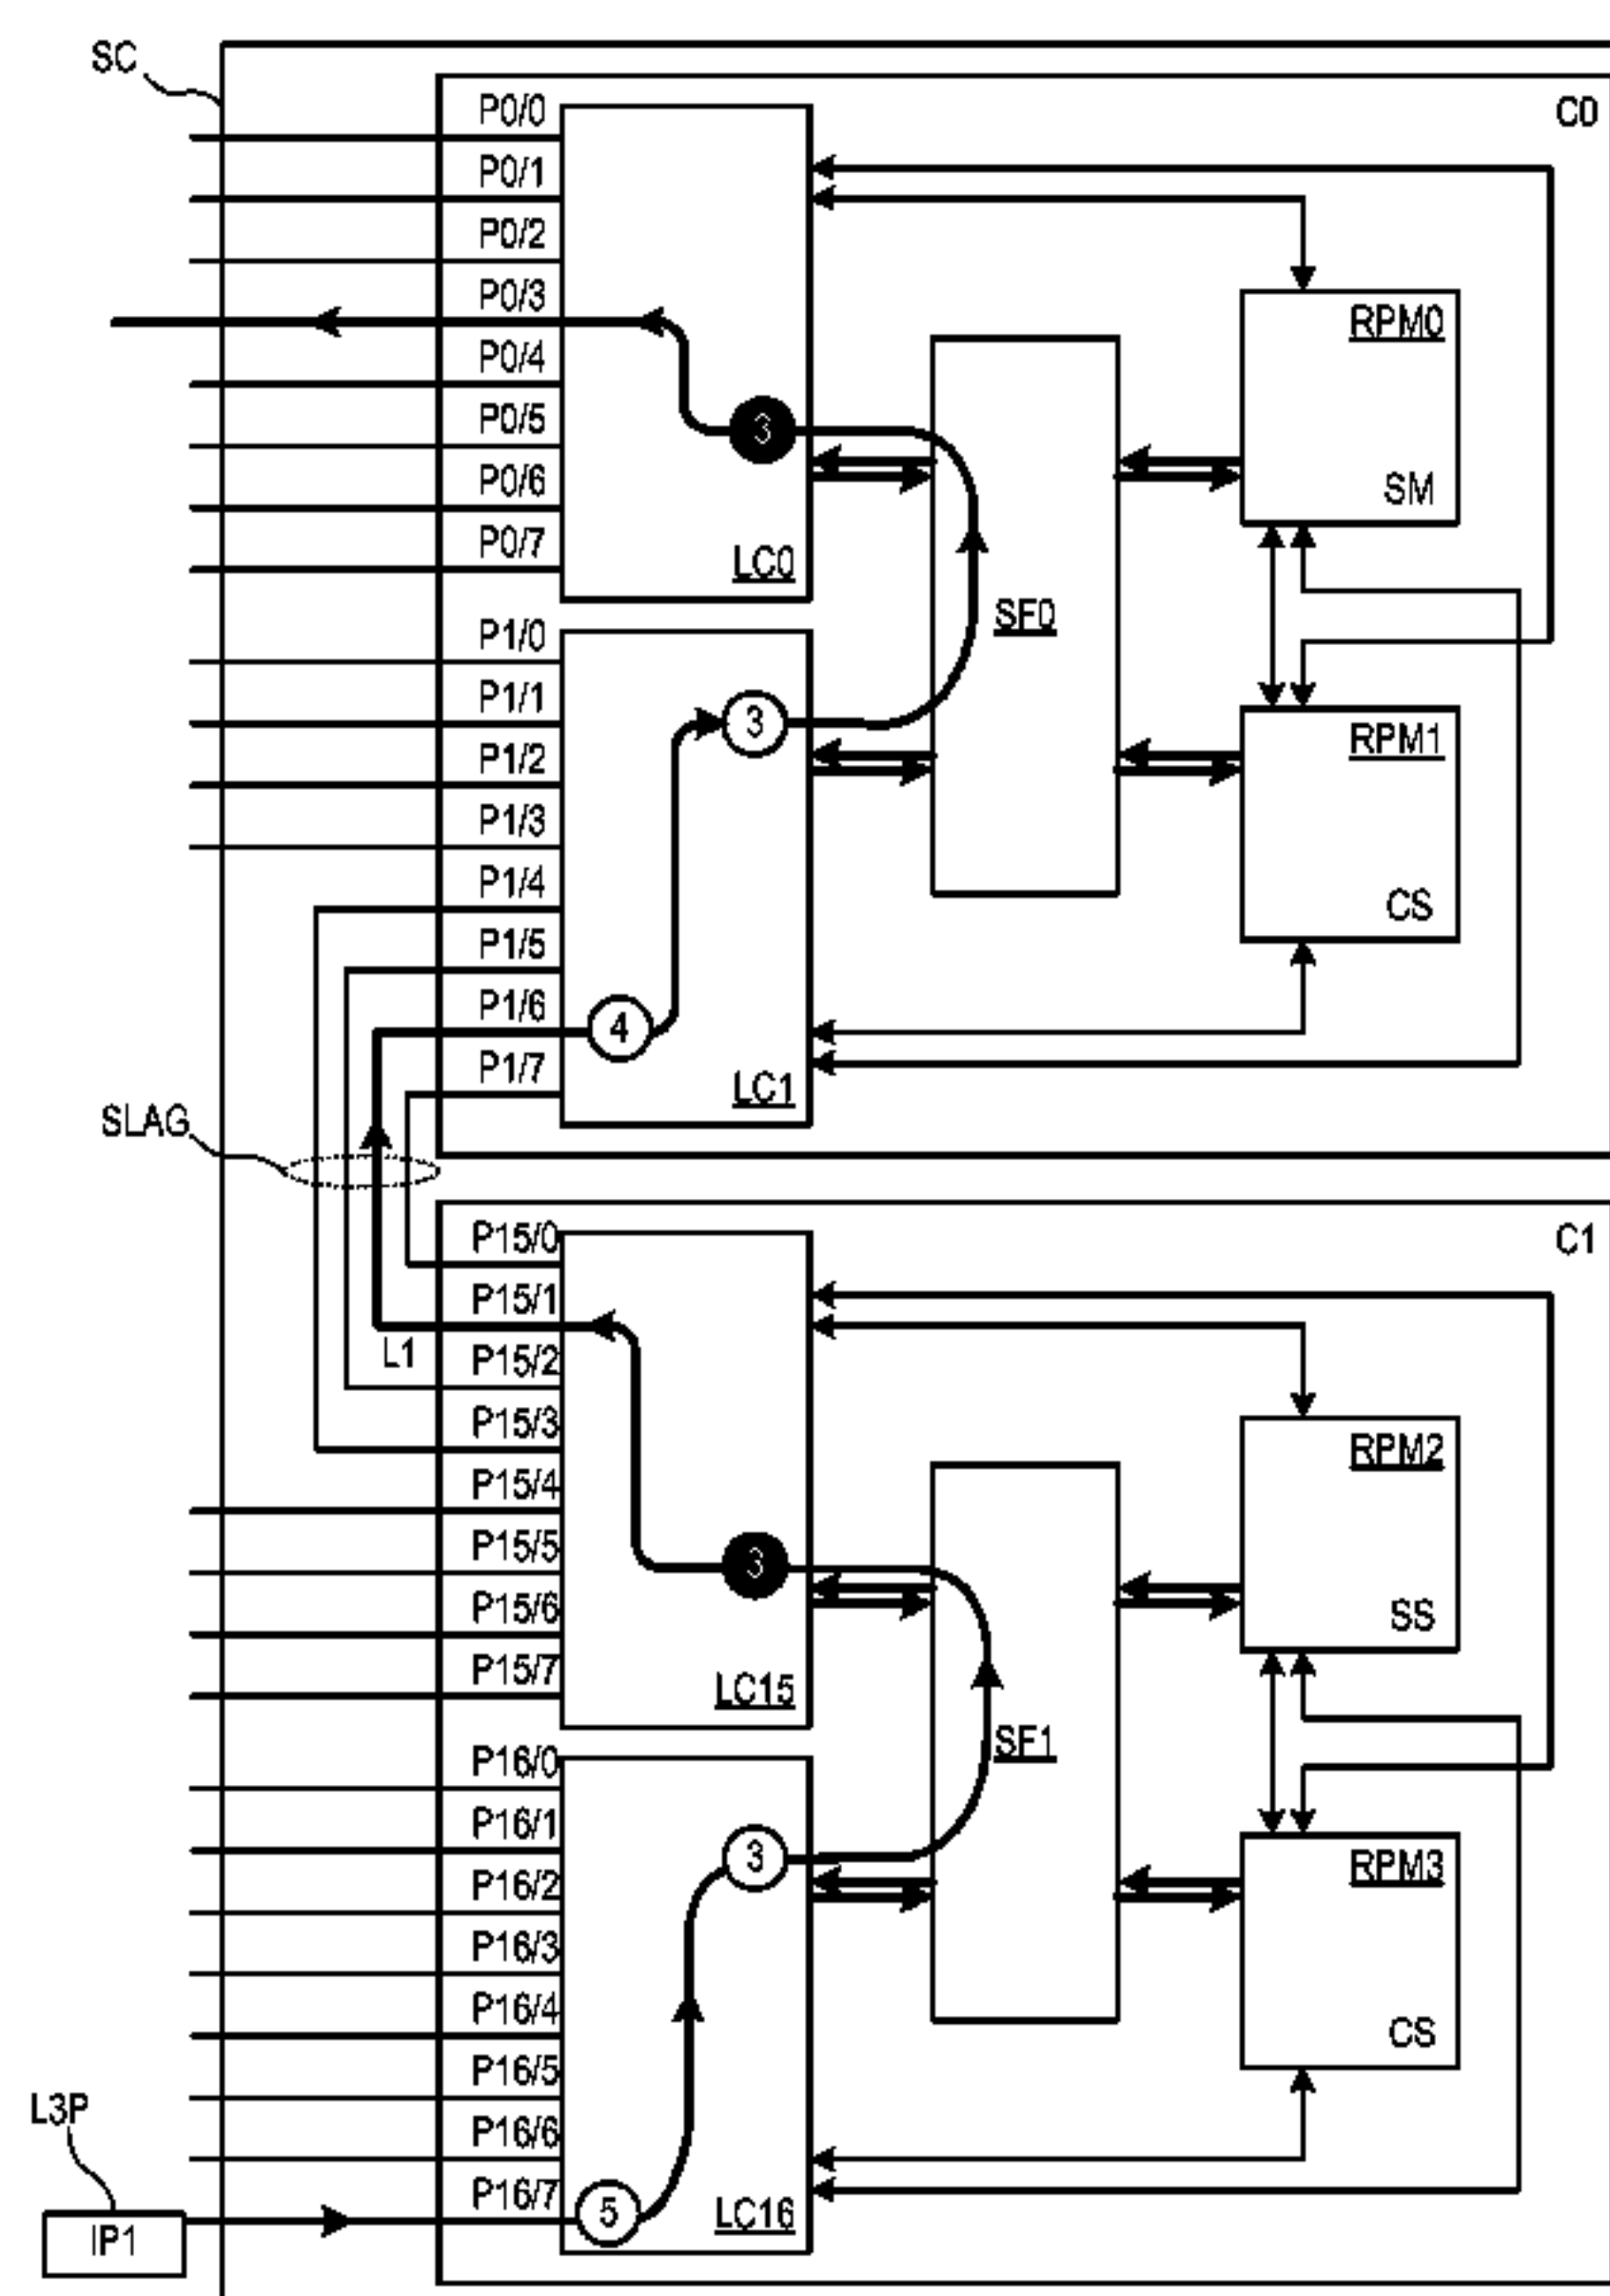 SC
C0
P0/0
P0/1
P0/2
P0/3
P0/4
P0/5
P0/6
P0/7
3
LC0
RPM0
SM
SF0
P1/0
P1/1
P1/2
P1/3
P1/4
P1/5
P1/6
P1/7
3
4
LC1
RPM1
CS
SLAG
C1
P15/0
P15/1
L1
P15/2
P15/3
P15/4
P15/5
P15/6
P15/7
3
LC15
RPM2
SS
SF1
P16/0
P16/1
P16/2
P16/3
P16/4
P16/5
P16/6
P16/7
3
5
LC16
RPM3
CS
L3P
IP1